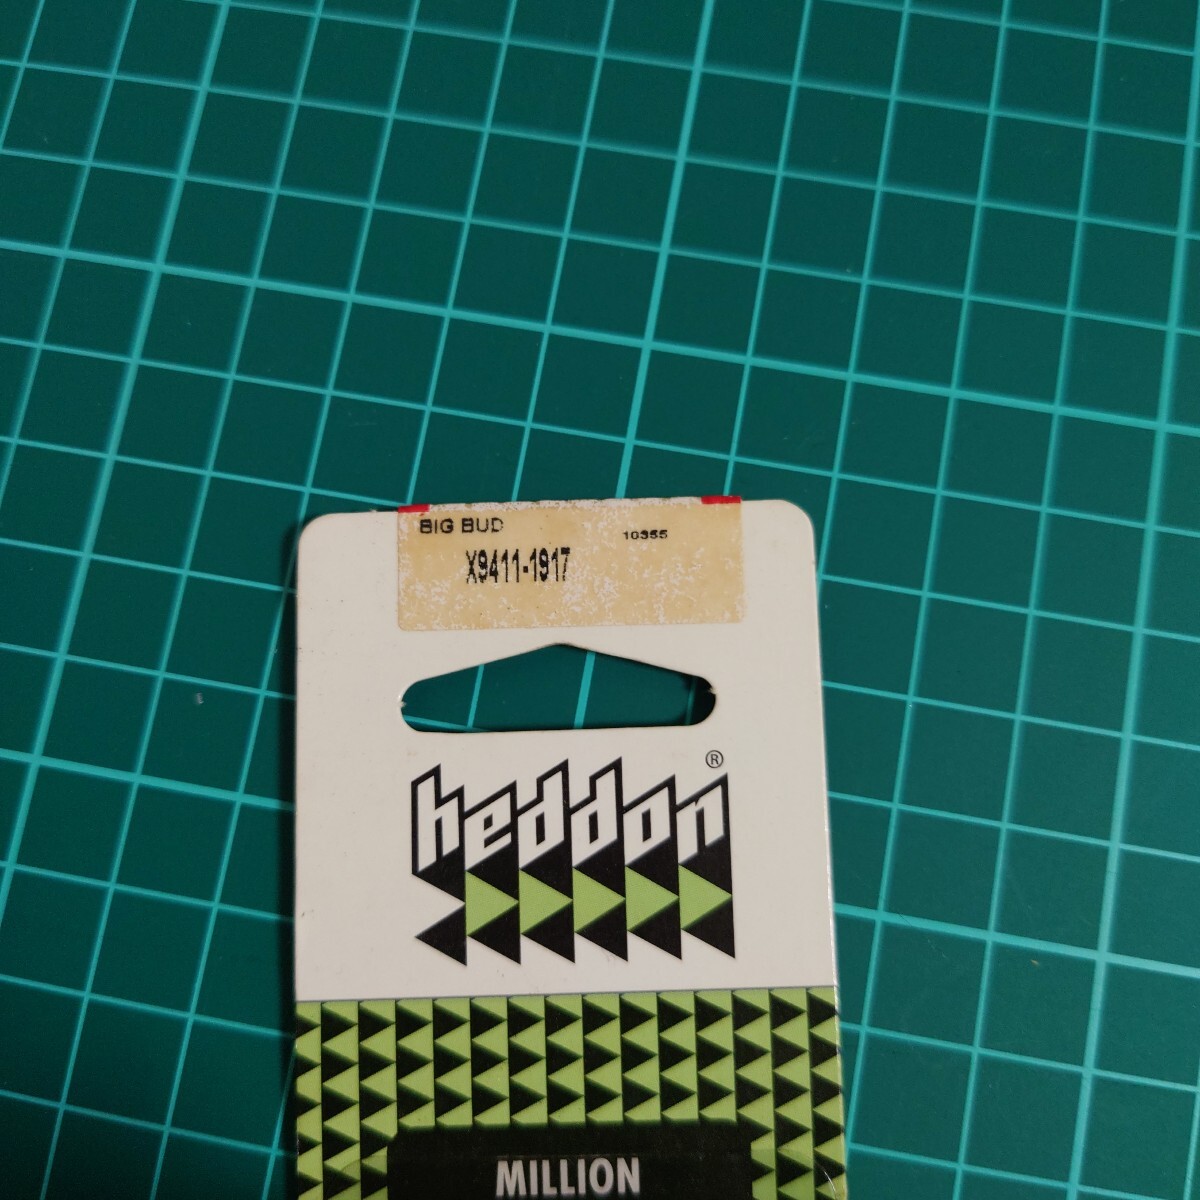 BIG BUD 10355
X9411-1917
heddon®
MILLION